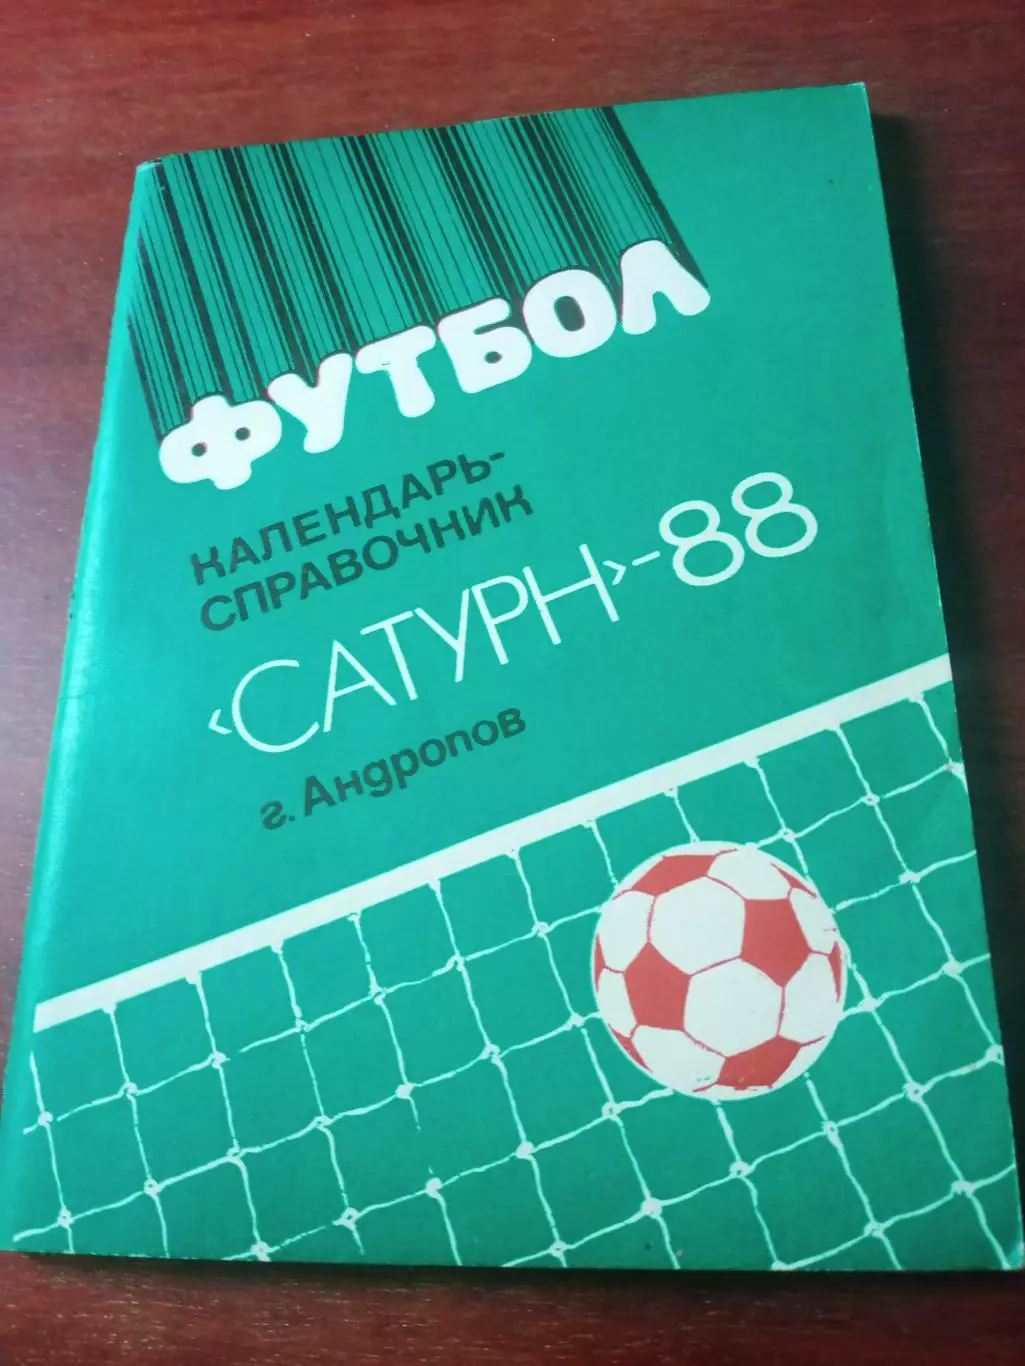 ФУТБОЛ
КАЛЕНДАРЬ-
СПРАВОЧНИК
‹САТУРН›-88
г. Андропов